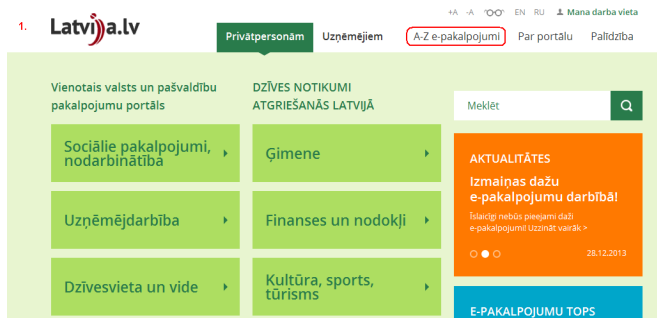 +A -A EN RU Mana darba vieta
1. Latvija.lv
Privātpersonām Uzņēmējiem A-Z e-pakalpojumi Par portālu Palīdzība
Vienotais valsts un pašvaldību
pakalpojumu portāls
Sociālie pakalpojumi,
nodarbinātība
Uzņēmējdarbība
Dzīvesvieta un vide
DZĪVES NOTIKUMI
ATGRIEŠANĀS LATVIJĀ
Ģimene
Finanses un nodokļi
Kultūra, sports,
tūrisms
Meklēt
AKTUALITĀTES
Izmaiņas dažu
e-pakalpojumu darbībā!
Īslaicīgi nebūs pieejami daži
e-pakalpojumi! Uzzināt vairāk >
28.12.2013
E-PAKALPOJUMU TOPS